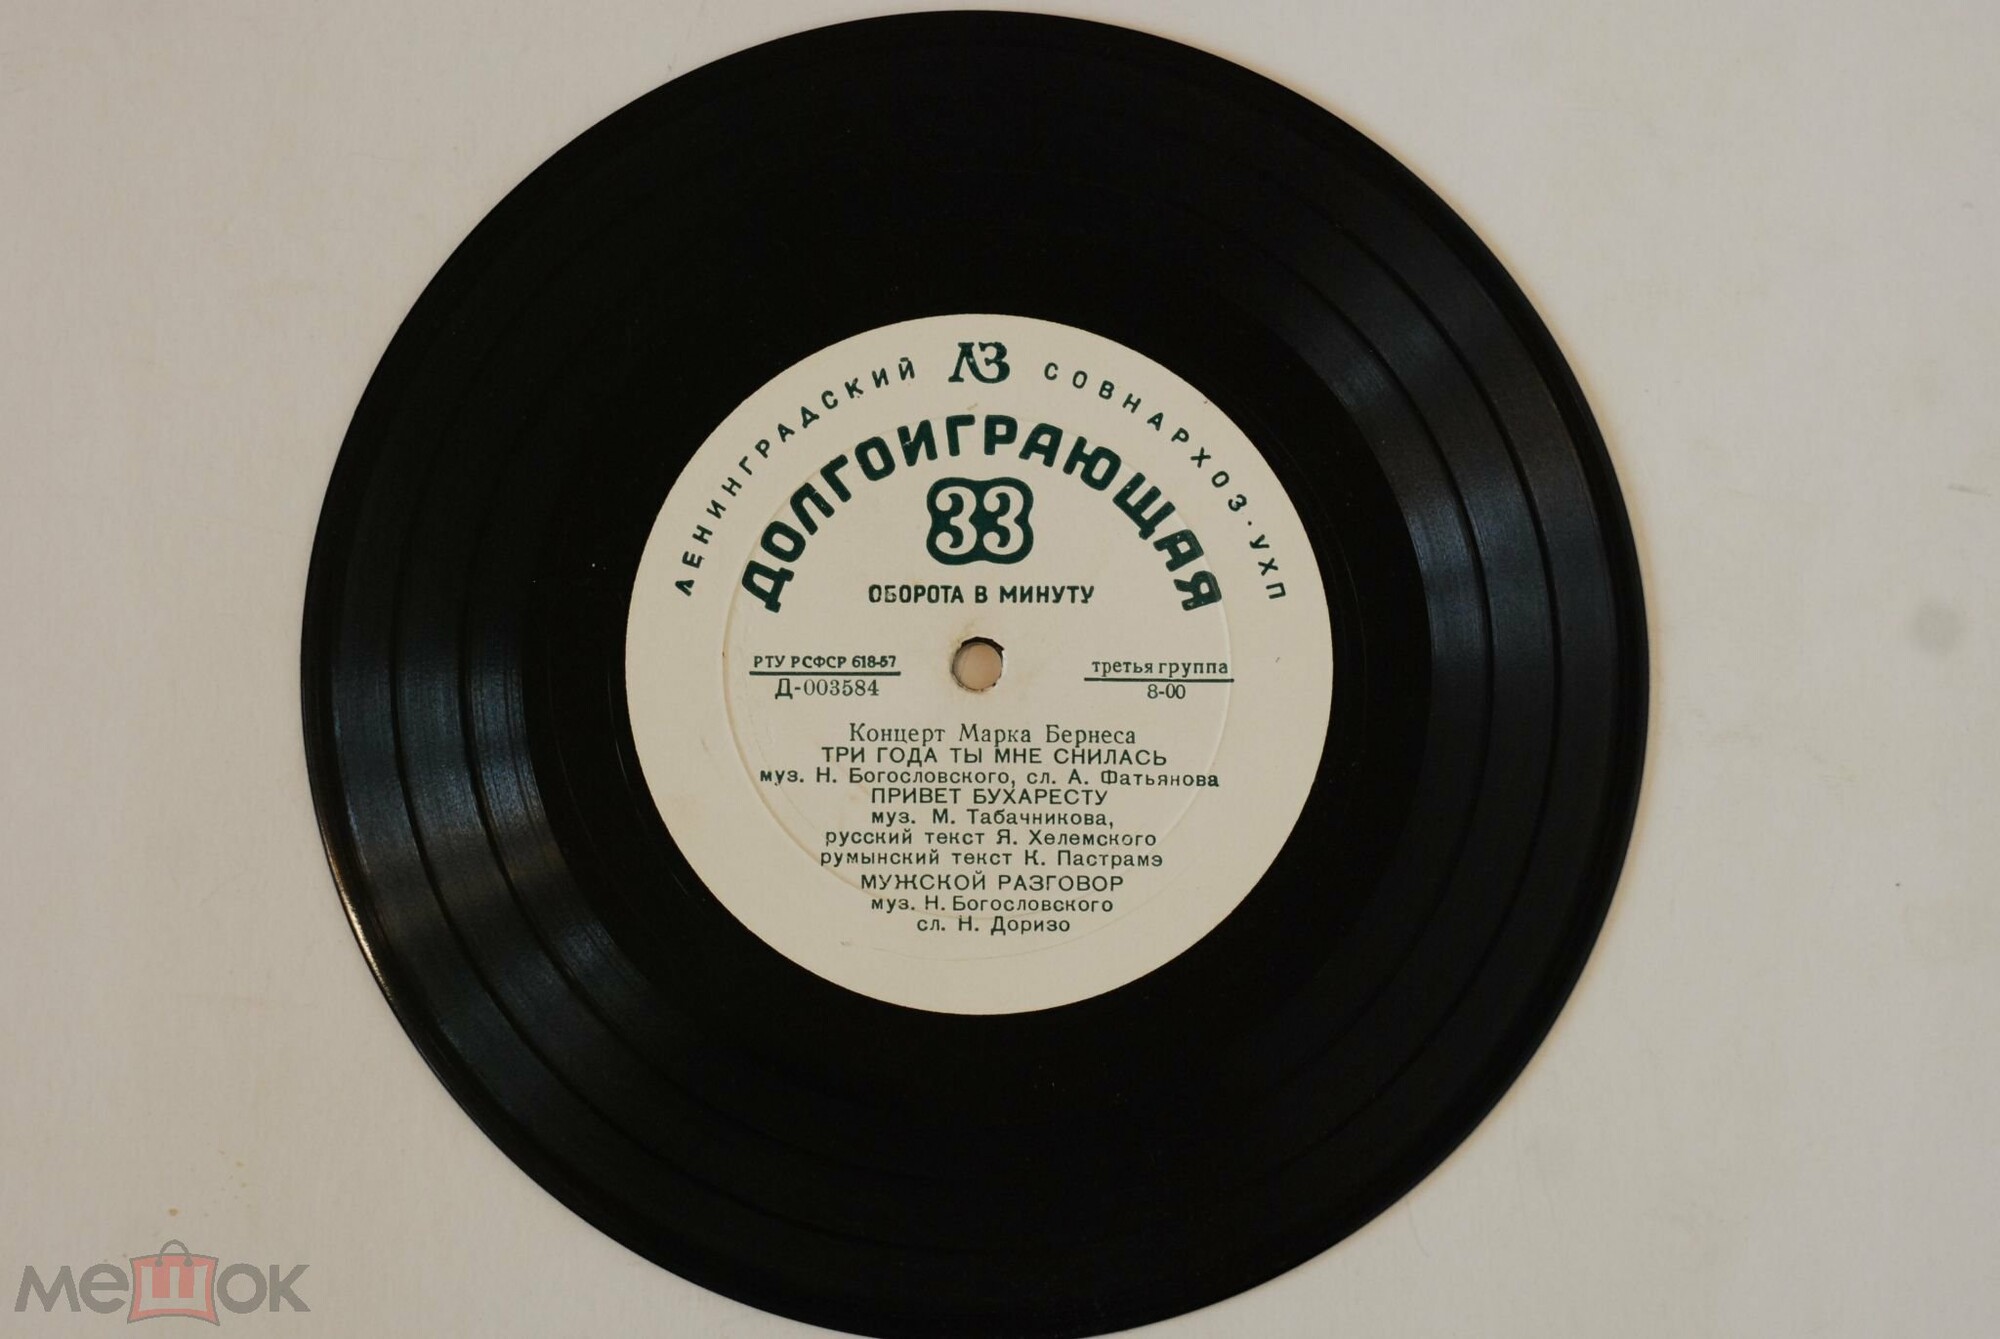 ЛЕНИНГРАДСКИЙ ЛЗ СОВНАРХОЗ·УХП
ДОЛГОИГРАЮЩАЯ
33
ОБОРОТА В МИНУТУ
РТУ РСФСР 618-57
Д-003584
третья группа
8-00
Концерт Марка Бернеса
ТРИ ГОДА ТЫ МНЕ СНИЛАСЬ
муз. Н. Богословского, сл. А. Фатьянова
ПРИВЕТ БУХАРЕСТУ
муз. М. Табачникова,
русский текст Я. Хелемского
румынский текст К. Пастрамэ
МУЖСКОЙ РАЗГОВОР
муз. Н. Богословского
сл. Н. Доризо
мешок